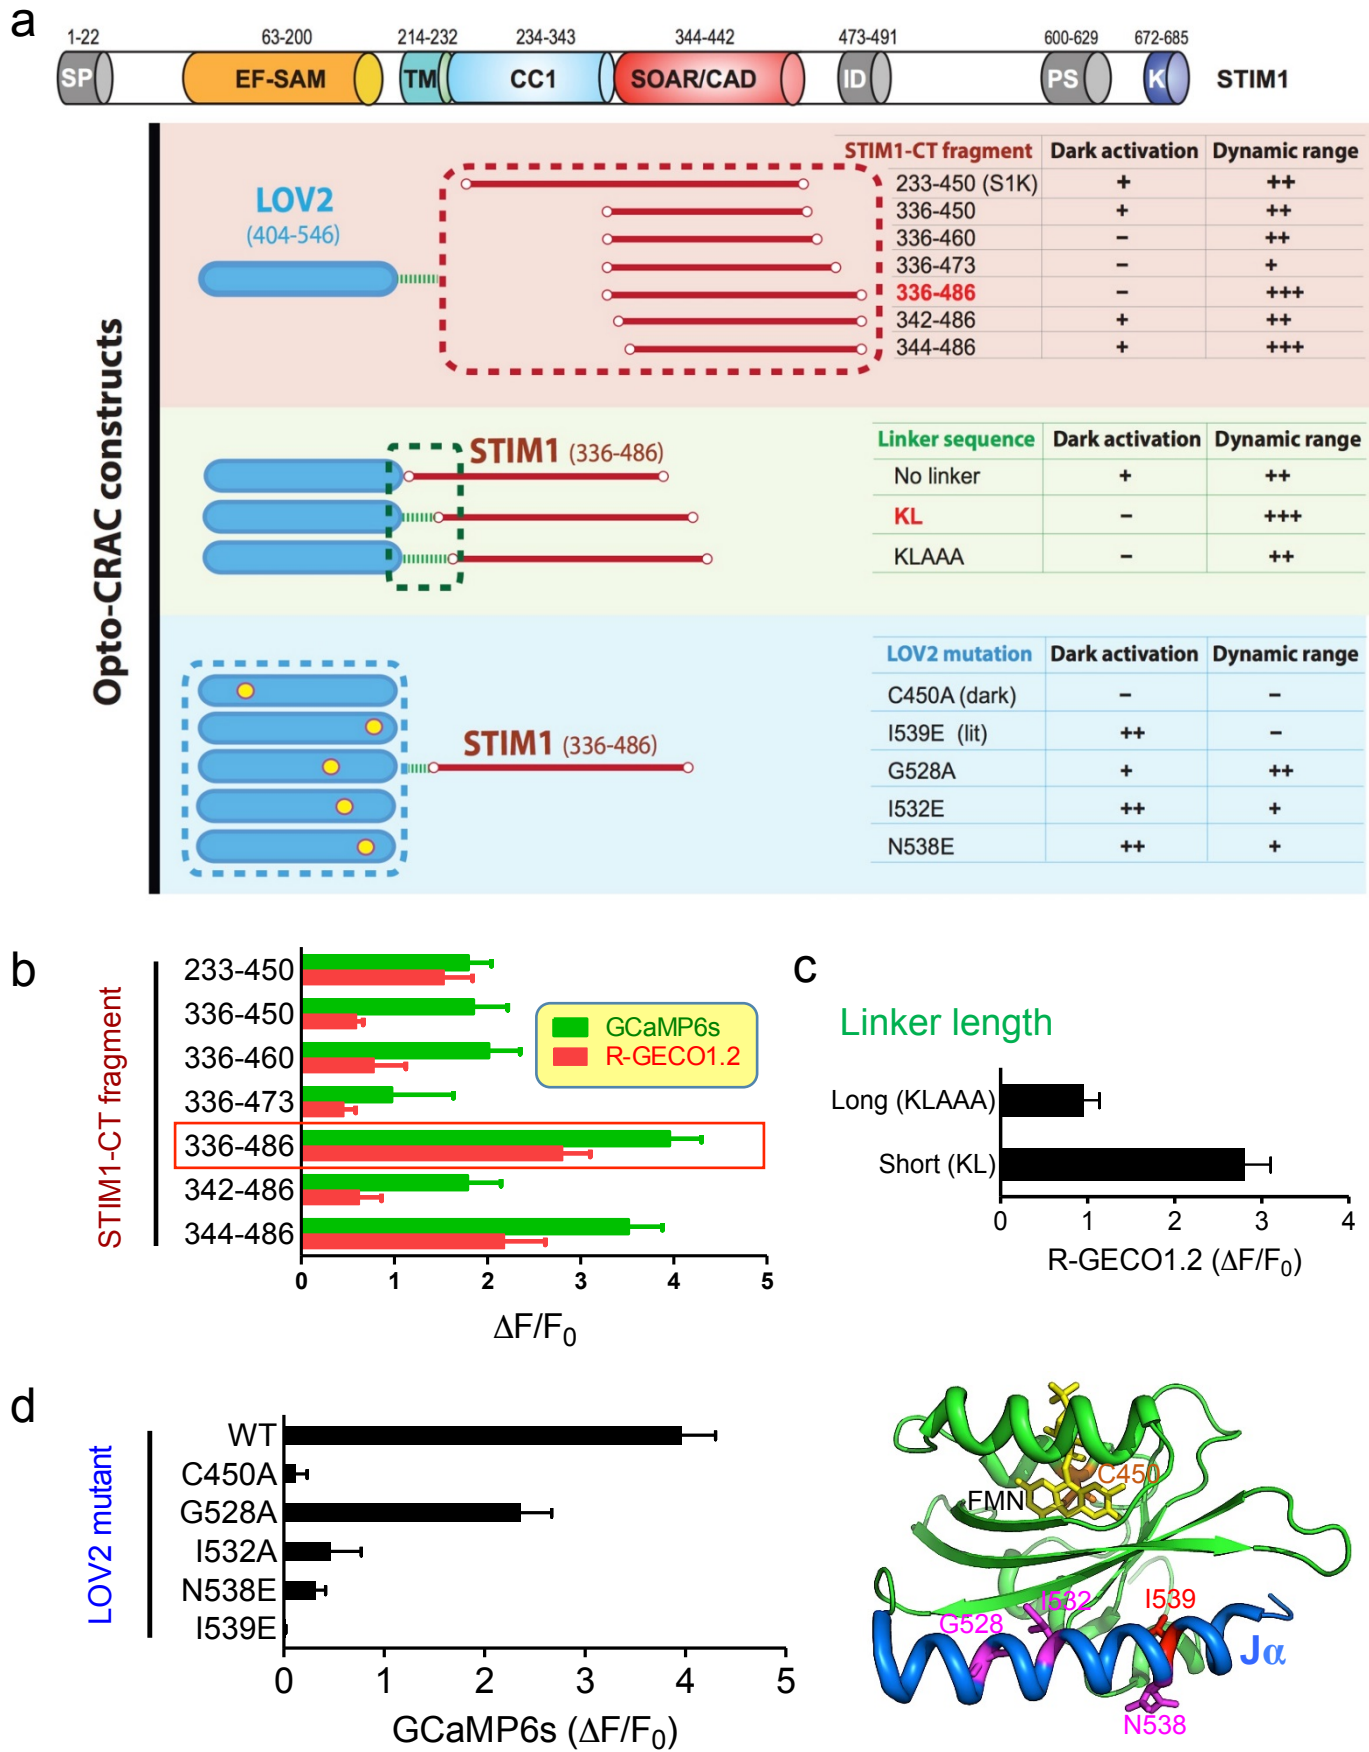 a
1-22 63-200 214-232 234-343 344-442 473-491 600-629 672-685
SP EF-SAM TM CC1 SOAR/CAD ID PS K STIM1
Opto-CRAC constructs
LOV2
(404-546)
STIM1-CT fragment Dark activation Dynamic range
233-450 (S1K) + ++
336-450 + ++
336-460 − ++
336-473 − +
336-486 − +++
342-486 + ++
344-486 + +++
STIM1 (336-486)
Linker sequence Dark activation Dynamic range
No linker + ++
KL − +++
KLAAA − ++
STIM1 (336-486)
LOV2 mutation Dark activation Dynamic range
C450A (dark) − −
I539E (lit) ++ −
G528A + ++
I532E ++ +
N538E ++ +
b
STIM1-CT fragment
233-450
336-450
336-460
336-473
336-486
342-486
344-486
GCaMP6s
R-GECO1.2
0 1 2 3 4 5
ΔF/F0
c
Linker length
Long (KLAAA)
Short (KL)
0 1 2 3 4
R-GECO1.2 (ΔF/F0)
d
LOV2 mutant
WT
C450A
G528A
I532A
N538E
I539E
0 1 2 3 4 5
GCaMP6s (ΔF/F0)
C450
FMN
I532
G528
I539
Jα
N538